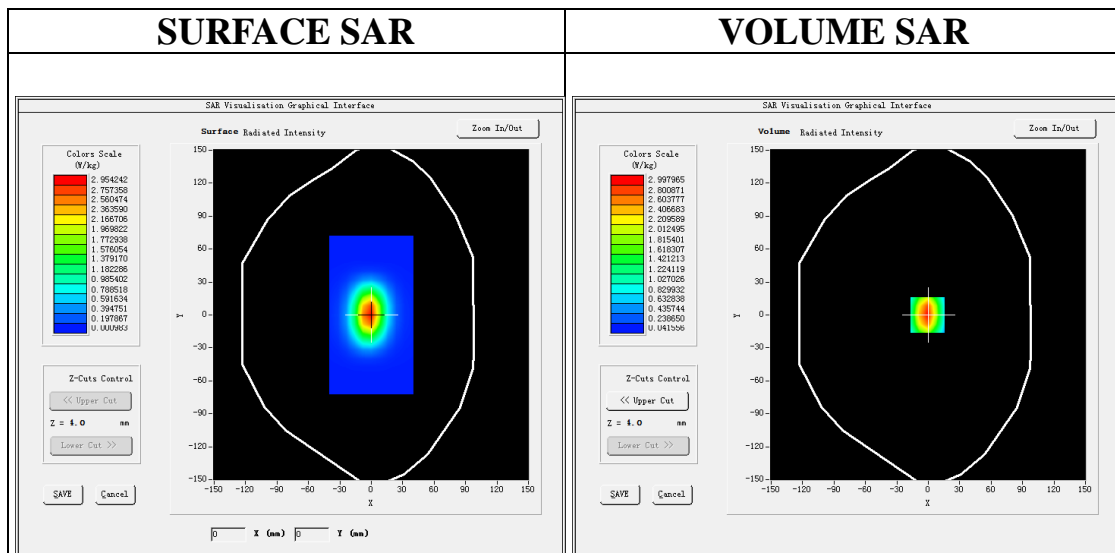 SURFACE SAR
SAR Visualisation Graphical Interface
Surface Radiated Intensity
Zoom In/Out
Colors Scale
(W/kg)
2.954242
2.757358
2.560474
2.363590
2.166706
1.969822
1.772938
1.576054
1.379170
1.182286
0.985402
0.788518
0.591634
0.394751
0.197867
0.000983
Z-Cuts Control
<< Upper Cut
Z = 4.0 mm
Lower Cut >>
SAVE Cancel
150
120
90
60
30
0
-30
-60
-90
-120
-150
Y
-150 -120 -90 -60 -30 0 30 60 90 120 150
X
0 X (mm) 0 Y (mm)
VOLUME SAR
SAR Visualisation Graphical Interface
Volume Radiated Intensity
Zoom In/Out
Colors Scale
(W/kg)
2.997965
2.800871
2.603777
2.406683
2.209589
2.012495
1.815401
1.618307
1.421213
1.224119
1.027026
0.829932
0.632838
0.435744
0.238650
0.041556
Z-Cuts Control
<< Upper Cut
Z = 4.0 mm
Lower Cut >>
SAVE Cancel
150
120
90
60
30
0
-30
-60
-90
-120
-150
Y
-150 -120 -90 -60 -30 0 30 60 90 120 150
X